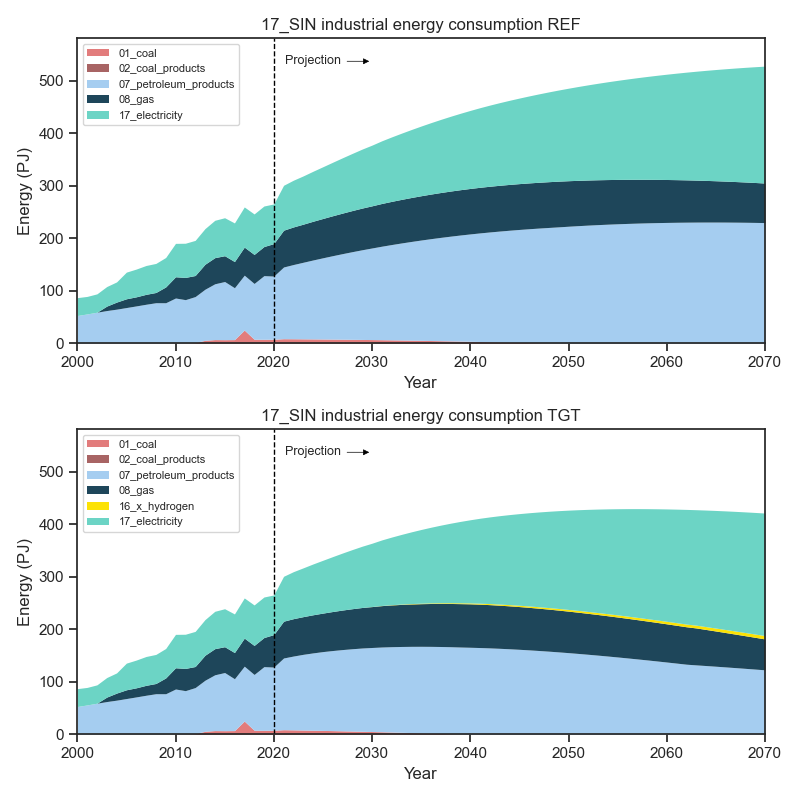 17_SIN industrial energy consumption REF
01_coal
02_coal_products
07_petroleum_products
08_gas
17_electricity
Projection
500
400
300
200
100
0
Energy (PJ)
2000 2010 2020 2030 2040 2050 2060 2070
Year
17_SIN industrial energy consumption TGT
01_coal
02_coal_products
07_petroleum_products
08_gas
16_x_hydrogen
17_electricity
Projection
500
400
300
200
100
0
Energy (PJ)
2000 2010 2020 2030 2040 2050 2060 2070
Year